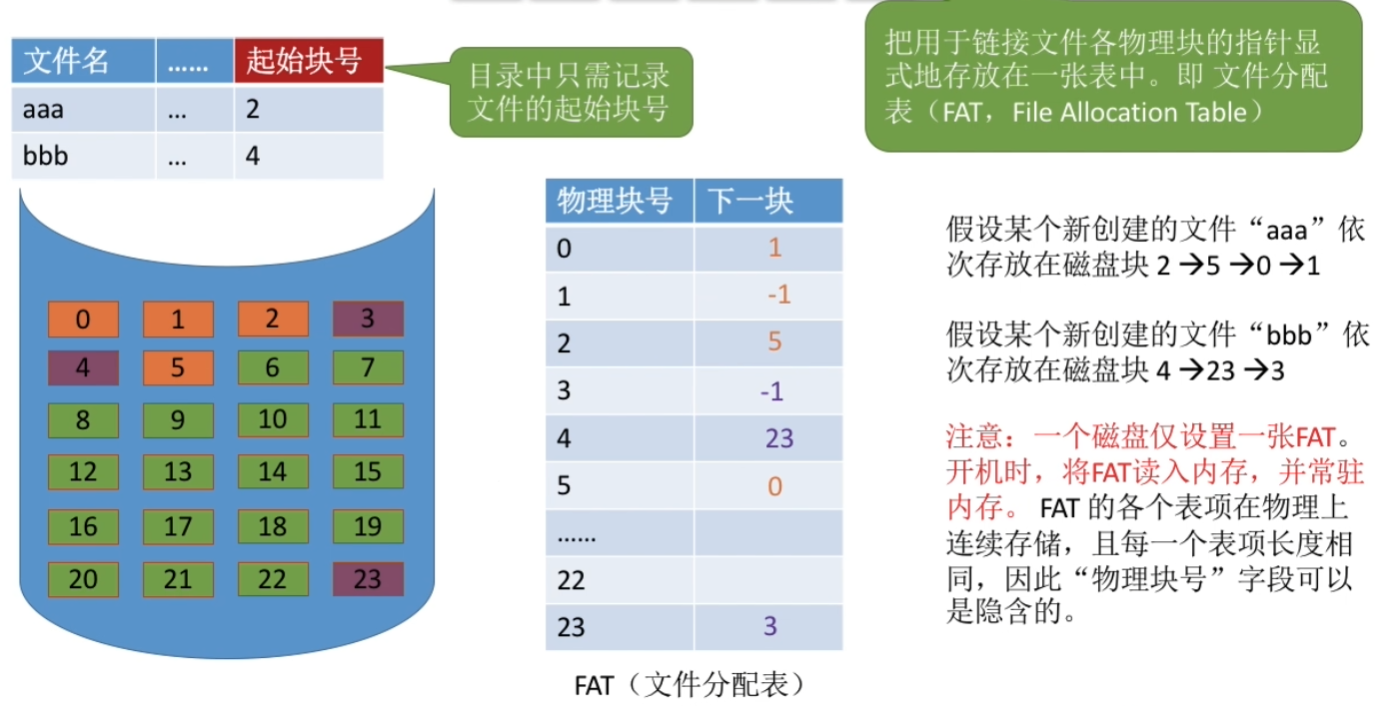 文件名 …… 起始块号
aaa … 2
bbb … 4
目录中只需记录
文件的起始块号
把用于链接文件各物理块的指针显
式地存放在一张表中。即 文件分配
表（FAT，File Allocation Table）
0 1 2 3
4 5 6 7
8 9 10 11
12 13 14 15
16 17 18 19
20 21 22 23
物理块号 下一块
0 1
1 -1
2 5
3 -1
4 23
5 0
……
22
23 3
FAT（文件分配表）
假设某个新创建的文件“aaa”依
次存放在磁盘块 2 →5 →0 →1
假设某个新创建的文件“bbb”依
次存放在磁盘块 4 →23 →3
注意：一个磁盘仅设置一张FAT。
开机时，将FAT读入内存，并常驻
内存。 FAT 的各个表项在物理上
连续存储，且每一个表项长度相
同，因此“物理块号”字段可以
是隐含的。